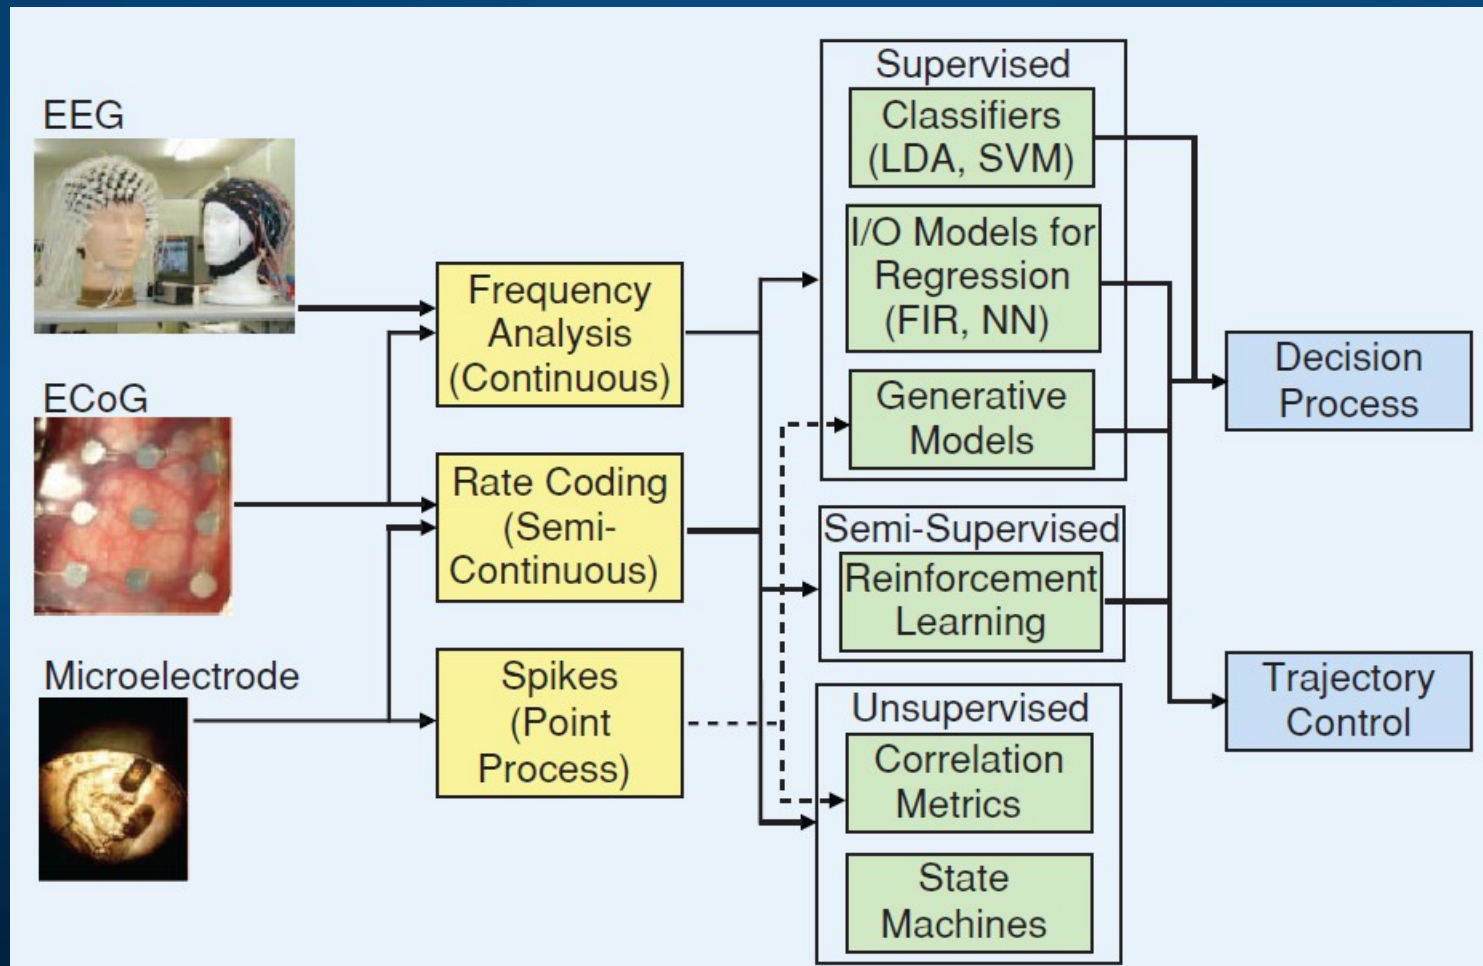 EEG
ECoG
Microelectrode
Frequency
Analysis
(Continuous)
Rate Coding
(Semi-
Continuous)
Spikes
(Point
Process)
Supervised
Classifiers
(LDA, SVM)
I/O Models for
Regression
(FIR, NN)
Generative
Models
Semi-Supervised
Reinforcement
Learning
Unsupervised
Correlation
Metrics
State
Machines
Decision
Process
Trajectory
Control